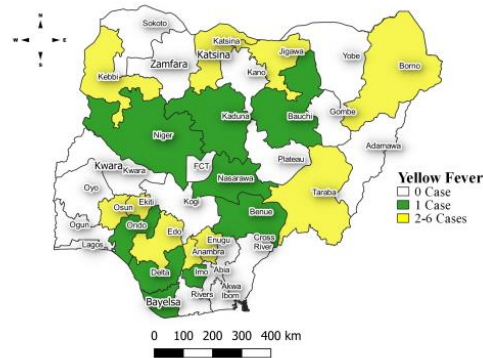 N
W E
S
Sokoto
Katsina
Zamfara
Katsina
Jigawa
Yobe
Borno
Kebbi
Kano
Gombe
Niger
Kaduna
Bauchi
Adamawa
Kwara
Kwara
FCT
Plateau
Oyo
Nasarawa
Taraba
Kogi
Osun
Ekiti
Benue
Ogun
Ondo
Edo
Enugu
Cross
River
Lagos
Anambra
Delta
Imo
Abia
Bayelsa
Rivers
Akwa
Ibom
Yellow Fever
0 Case
1 Case
2-6 Cases
0 100 200 300 400 km